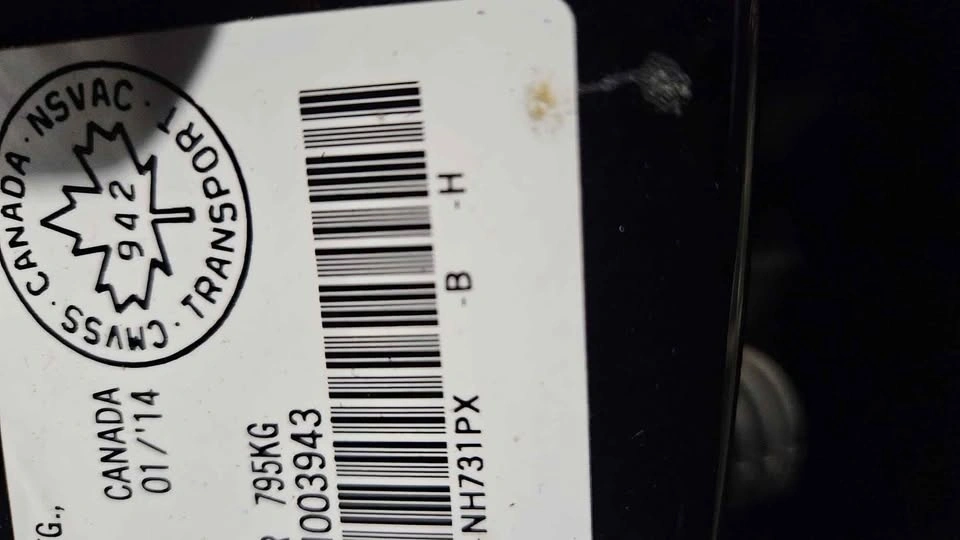 CMVSS · CANADA · NSVAC · TRANSPORT ·
942
G.,
CANADA
01/'14
795KG
003943
NH731PX -B -H